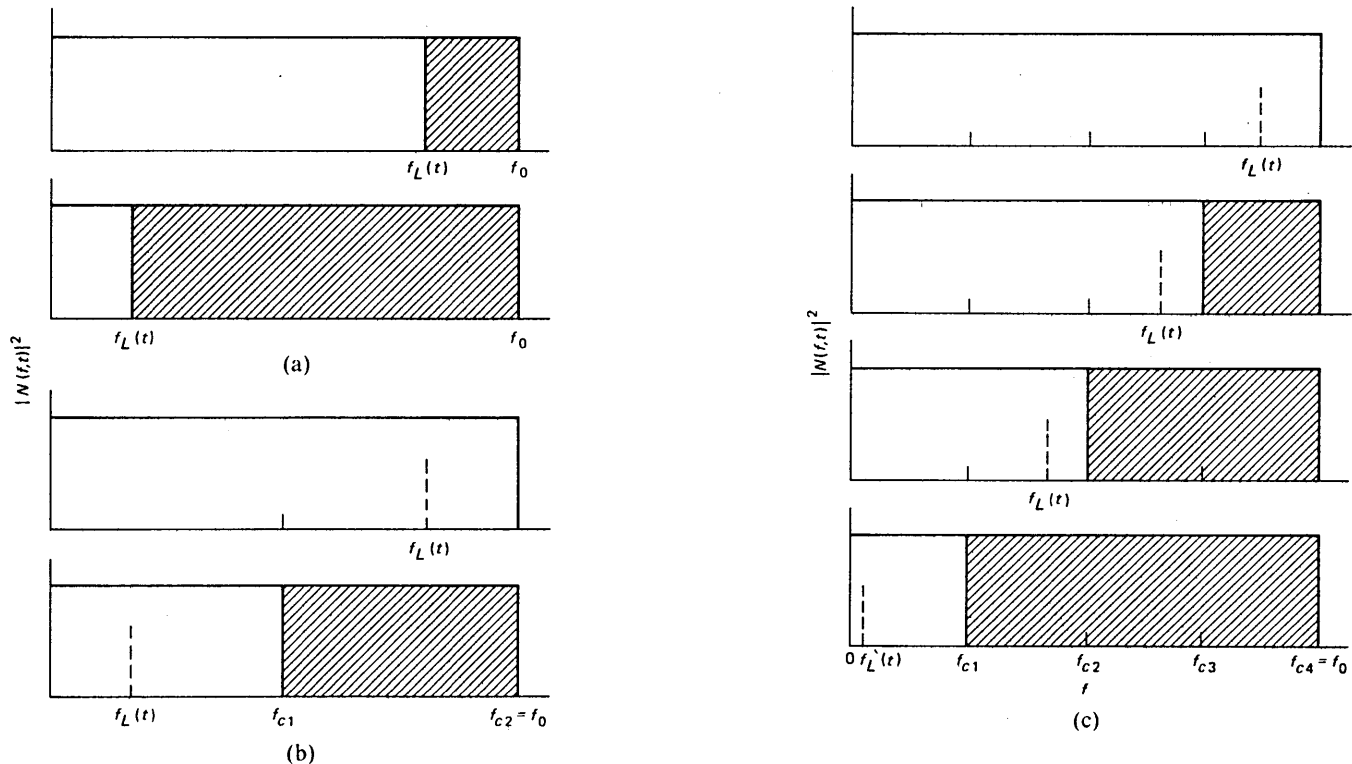 f_L(t) f_0
f_L(t) f_0
(a)
|N(f,t)|^2
f_L(t)
f_L(t) f_c1 f_c2 = f_0
(b)
f_L(t)
f_L(t)
|N(f,t)|^2
f_L(t)
0 f_L`(t) f_c1 f_c2 f_c3 f_c4 = f_0
f
(c)